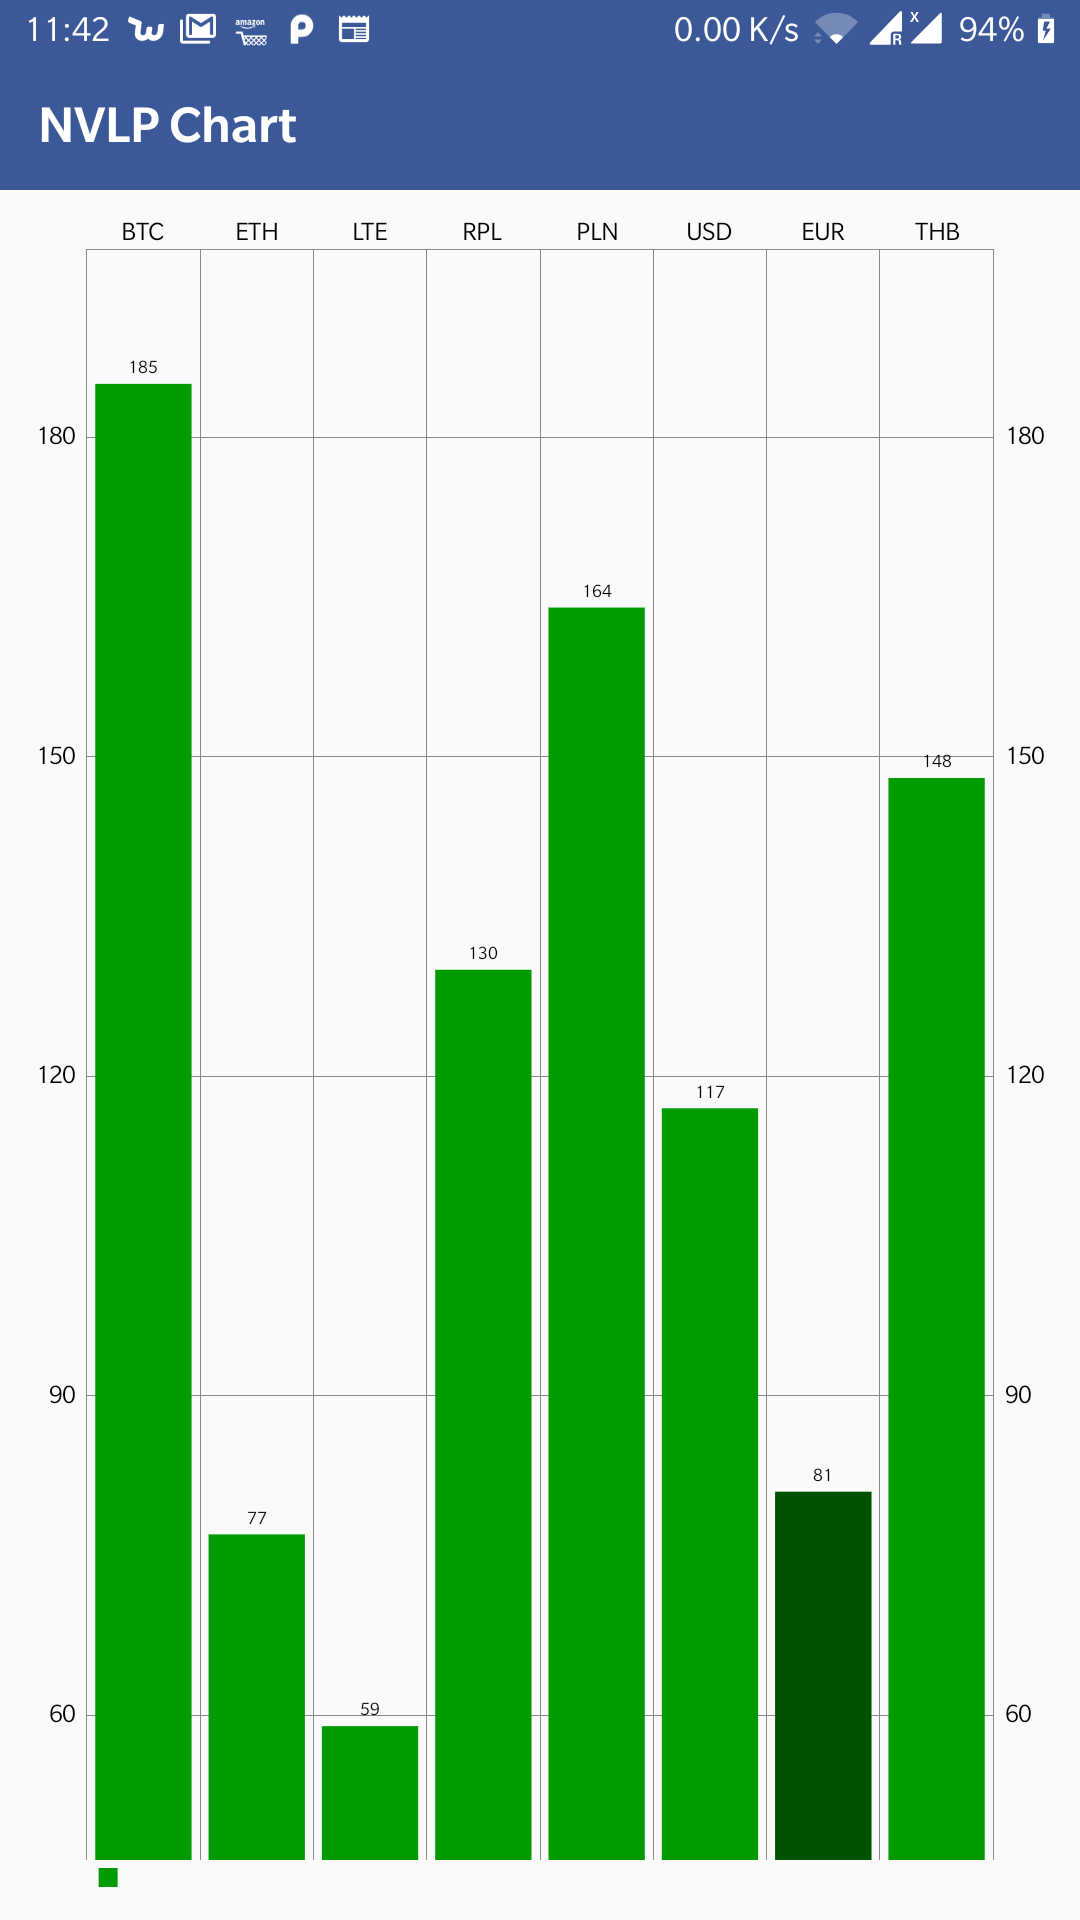 11:42 amazon 0.00 K/s R X 94%
NVLP Chart
BTC ETH LTE RPL PLN USD EUR THB
185
180 180
164
150 148 150
130
120 120
117
90 90
81
77
60 59 60